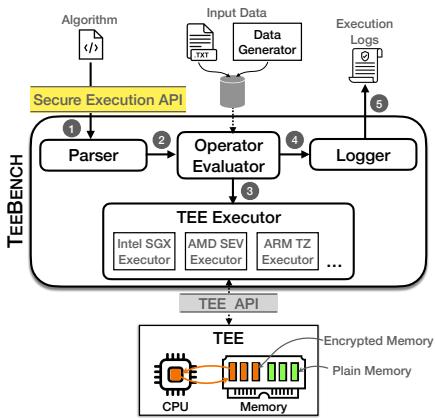 Algorithm
Input Data
Execution
Logs
.TXT
Data
Generator
Secure Execution API
1
5
Parser
2
Operator
Evaluator
4
Logger
3
TEEBENCH
TEE Executor
Intel SGX
Executor
AMD SEV
Executor
ARM TZ
Executor
...
TEE API
TEE
Encrypted Memory
Plain Memory
CPU
Memory